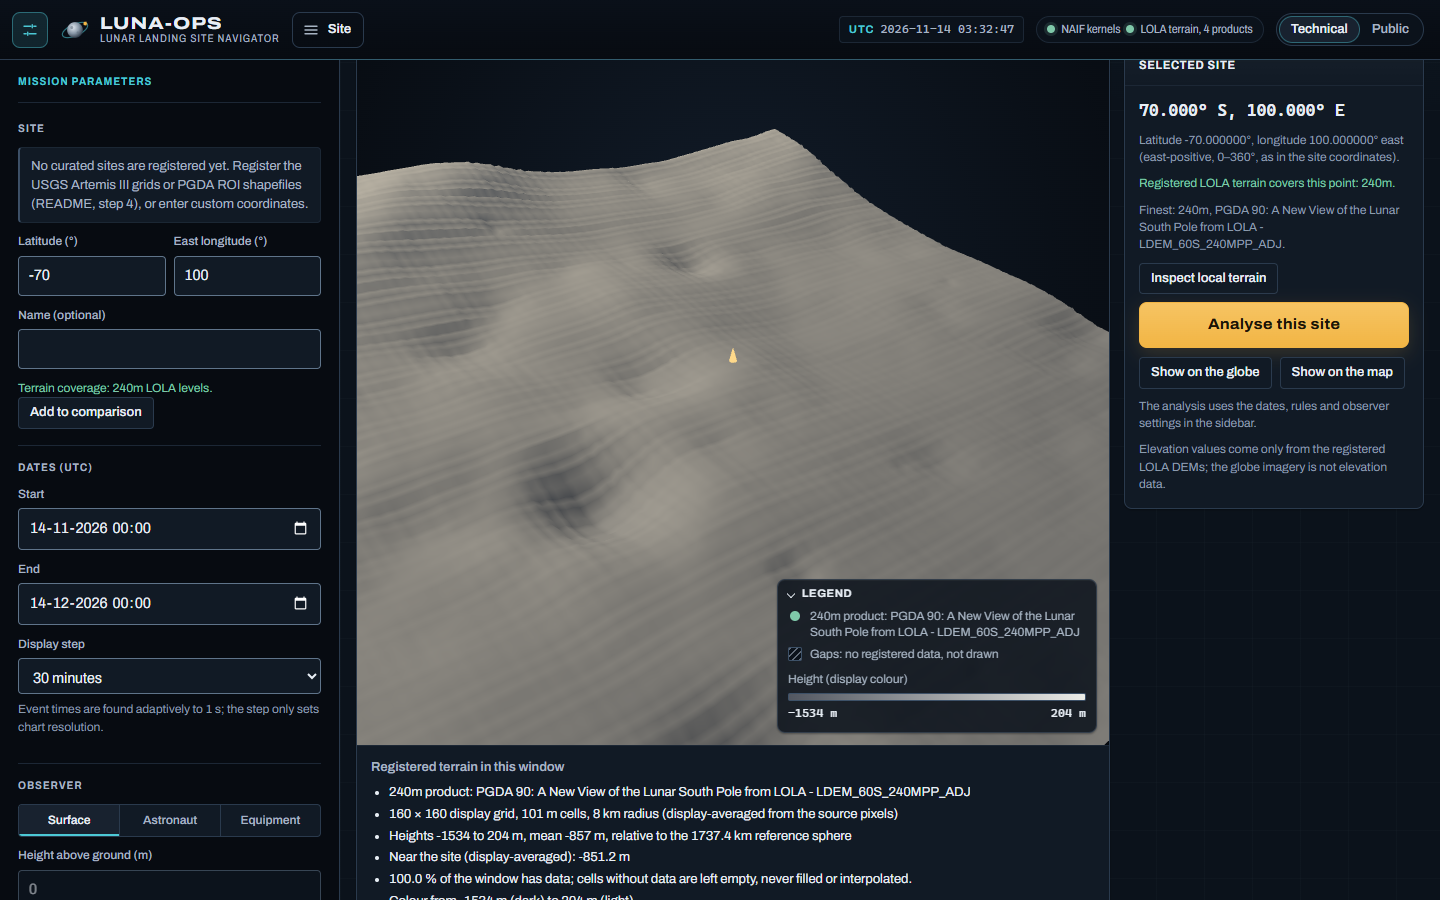 LUNA-OPS
LUNAR LANDING SITE NAVIGATOR
Site
UTC 2026-11-14 03:32:47
NAIF kernels
LOLA terrain, 4 products
Technical
Public
MISSION PARAMETERS
SITE
No curated sites are registered yet. Register the
USGS Artemis III grids or PGDA ROI shapefiles
(README, step 4), or enter custom coordinates.
Latitude (°)
East longitude (°)
-70
100
Name (optional)
Terrain coverage: 240m LOLA levels.
Add to comparison
DATES (UTC)
Start
14-11-2026 00:00
End
14-12-2026 00:00
Display step
30 minutes
Event times are found adaptively to 1 s; the step only sets
chart resolution.
OBSERVER
Surface
Astronaut
Equipment
Height above ground (m)
0
LEGEND
240m product: PGDA 90: A New View of the Lunar
South Pole from LOLA - LDEM_60S_240MPP_ADJ
Gaps: no registered data, not drawn
Height (display colour)
−1534 m
204 m
Registered terrain in this window
• 240m product: PGDA 90: A New View of the Lunar South Pole from LOLA - LDEM_60S_240MPP_ADJ
• 160 × 160 display grid, 101 m cells, 8 km radius (display-averaged from the source pixels)
• Heights -1534 to 204 m, mean -857 m, relative to the 1737.4 km reference sphere
• Near the site (display-averaged): -851.2 m
• 100.0 % of the window has data; cells without data are left empty, never filled or interpolated.
• Colour from -1534 m (dark) to 204 m (light)
SELECTED SITE
70.000° S, 100.000° E
Latitude -70.000000°, longitude 100.000000° east
(east-positive, 0–360°, as in the site coordinates).
Registered LOLA terrain covers this point: 240m.
Finest: 240m, PGDA 90: A New View of the Lunar
South Pole from LOLA -
LDEM_60S_240MPP_ADJ.
Inspect local terrain
Analyse this site
Show on the globe
Show on the map
The analysis uses the dates, rules and observer
settings in the sidebar.
Elevation values come only from the registered
LOLA DEMs; the globe imagery is not elevation
data.